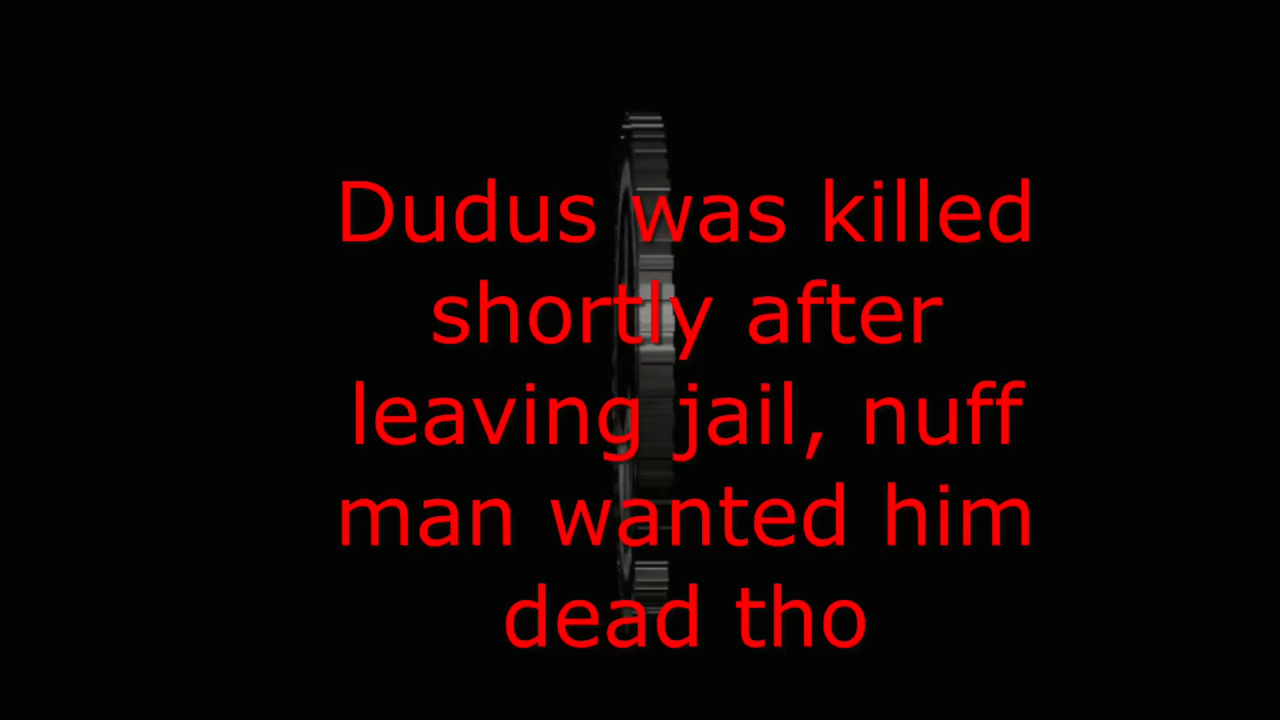 Dudus was killed
shortly after
leaving jail, nuff
man wanted him
dead tho